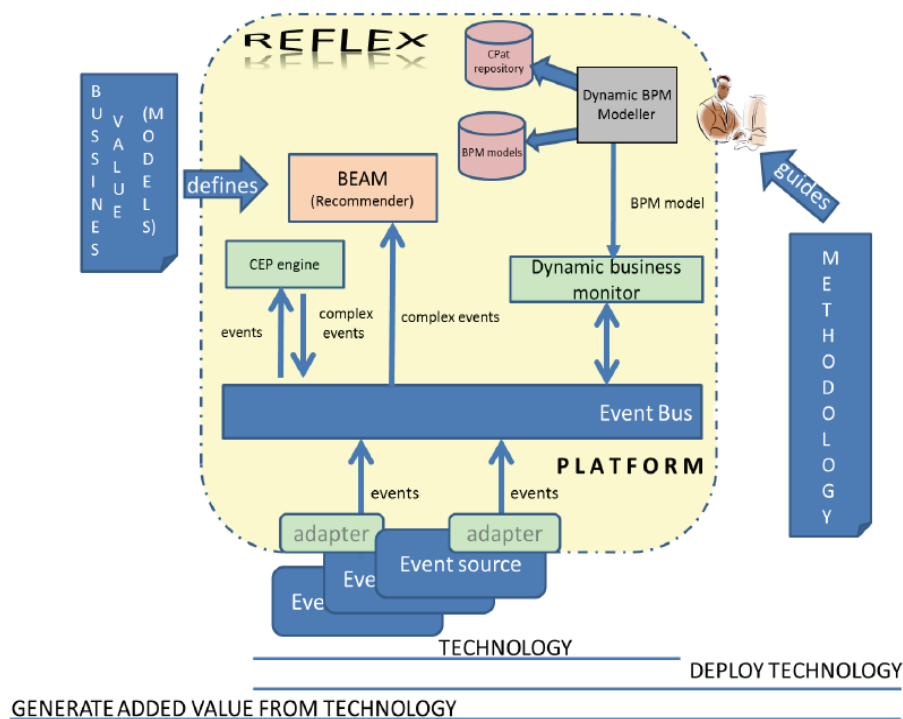 REFLEX
CPat
repository
Dynamic BPM
Modeller
BPM models
BUSSINES
VALUE
(MODELS)
defines
BEAM
(Recommender)
guides
BPM model
CEP engine
Dynamic business
monitor
METHODOLOGY
events
complex
events
complex events
Event Bus
PLATFORM
events
events
adapter
adapter
Event source
Eve
Eve
TECHNOLOGY
DEPLOY TECHNOLOGY
GENERATE ADDED VALUE FROM TECHNOLOGY